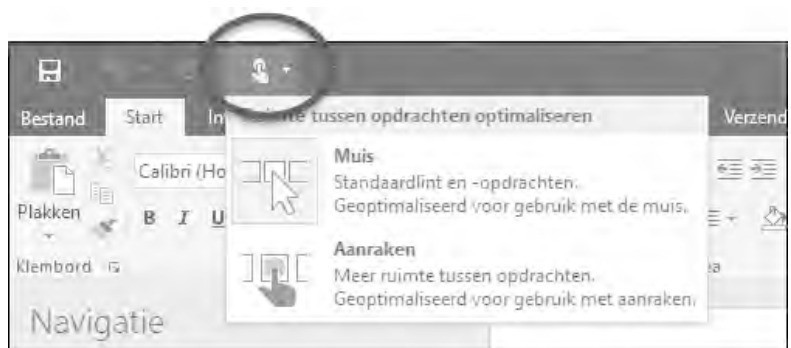 Bestand Start In tussen opdrachten optimaliseren Verzend
Muis
Standaardlint en -opdrachten.
Geoptimaliseerd voor gebruik met de muis.
Aanraken
Meer ruimte tussen opdrachten.
Geoptimaliseerd voor gebruik met aanraken.
Calibri (Ho
Plakken
B I U
Klembord
Navigatie